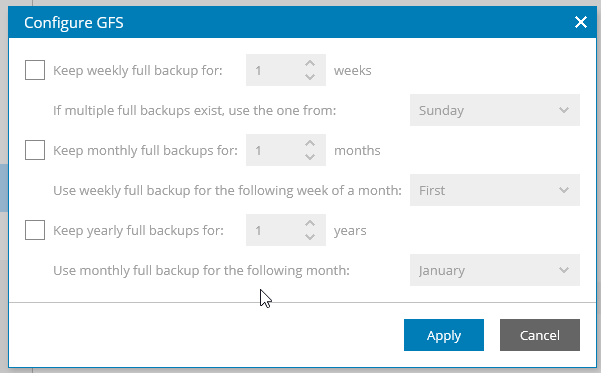 Configure GFS
Keep weekly full backup for: 1 weeks
If multiple full backups exist, use the one from: Sunday
Keep monthly full backups for: 1 months
Use weekly full backup for the following week of a month: First
Keep yearly full backups for: 1 years
Use monthly full backup for the following month: January
Apply Cancel